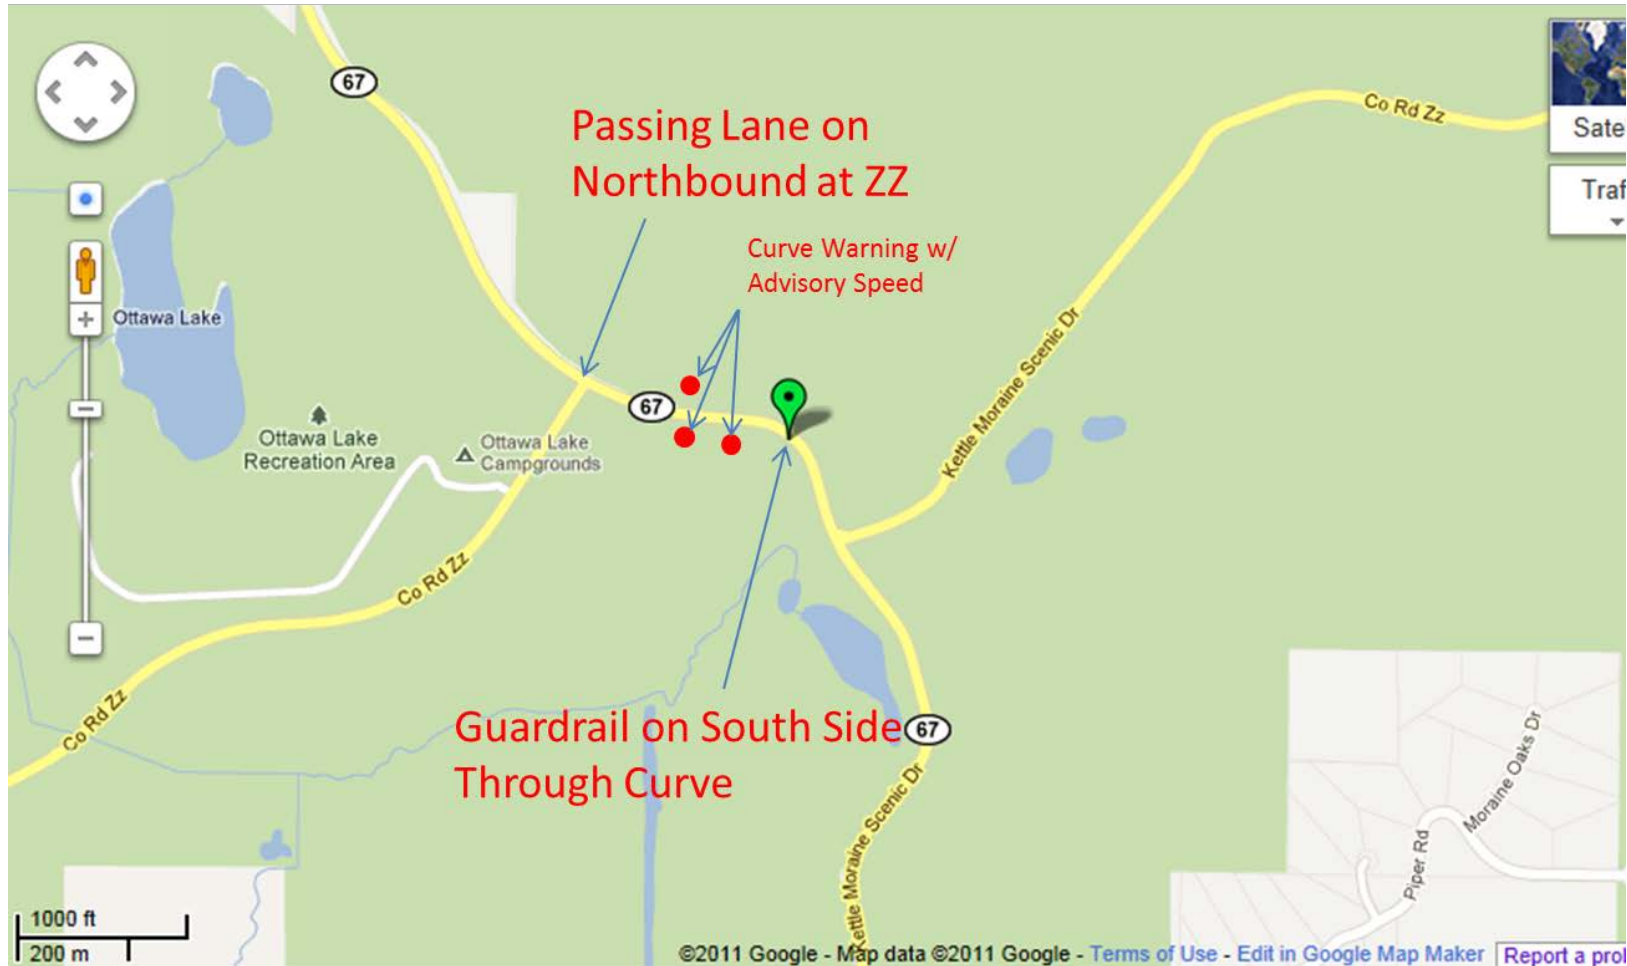 67
Co Rd Zz
Sate
Traf
Passing Lane on
Northbound at ZZ
Curve Warning w/
Advisory Speed
Ottawa Lake
Kettle Moraine Scenic Dr
67
Ottawa Lake
Recreation Area
Ottawa Lake
Campgrounds
Co Rd Zz
Co Rd Zz
Guardrail on South Side
Through Curve
67
Kettle Moraine Scenic Dr
Moraine Oaks Dr
Piper Rd
1000 ft
200 m
©2011 Google - Map data ©2011 Google - Terms of Use - Edit in Google Map Maker
Report a prob